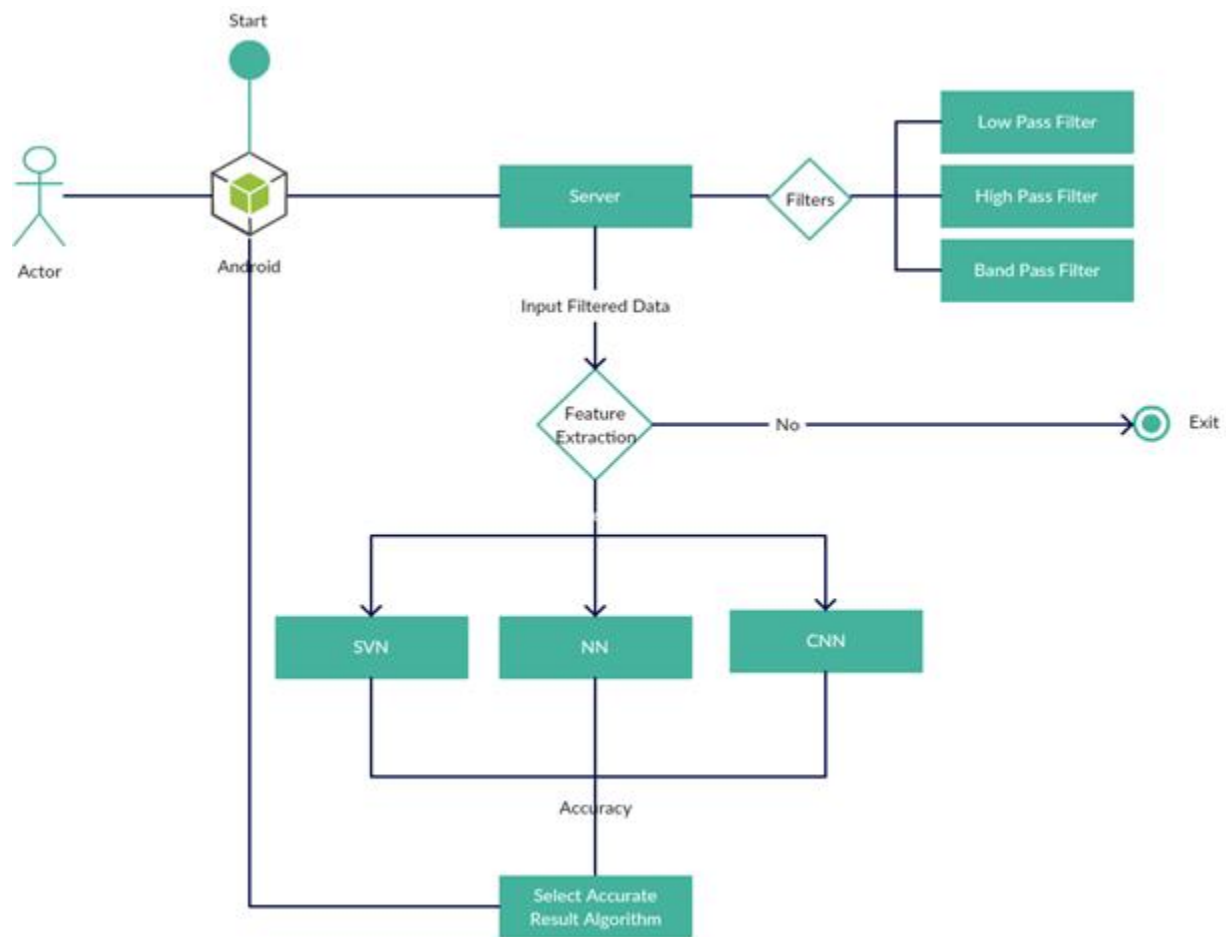 Start
Low Pass Filter
Server
Filters
High Pass Filter
Actor
Android
Band Pass Filter
Input Filtered Data
Feature
Extraction
No
Exit
SVN
NN
CNN
Accuracy
Select Accurate
Result Algorithm